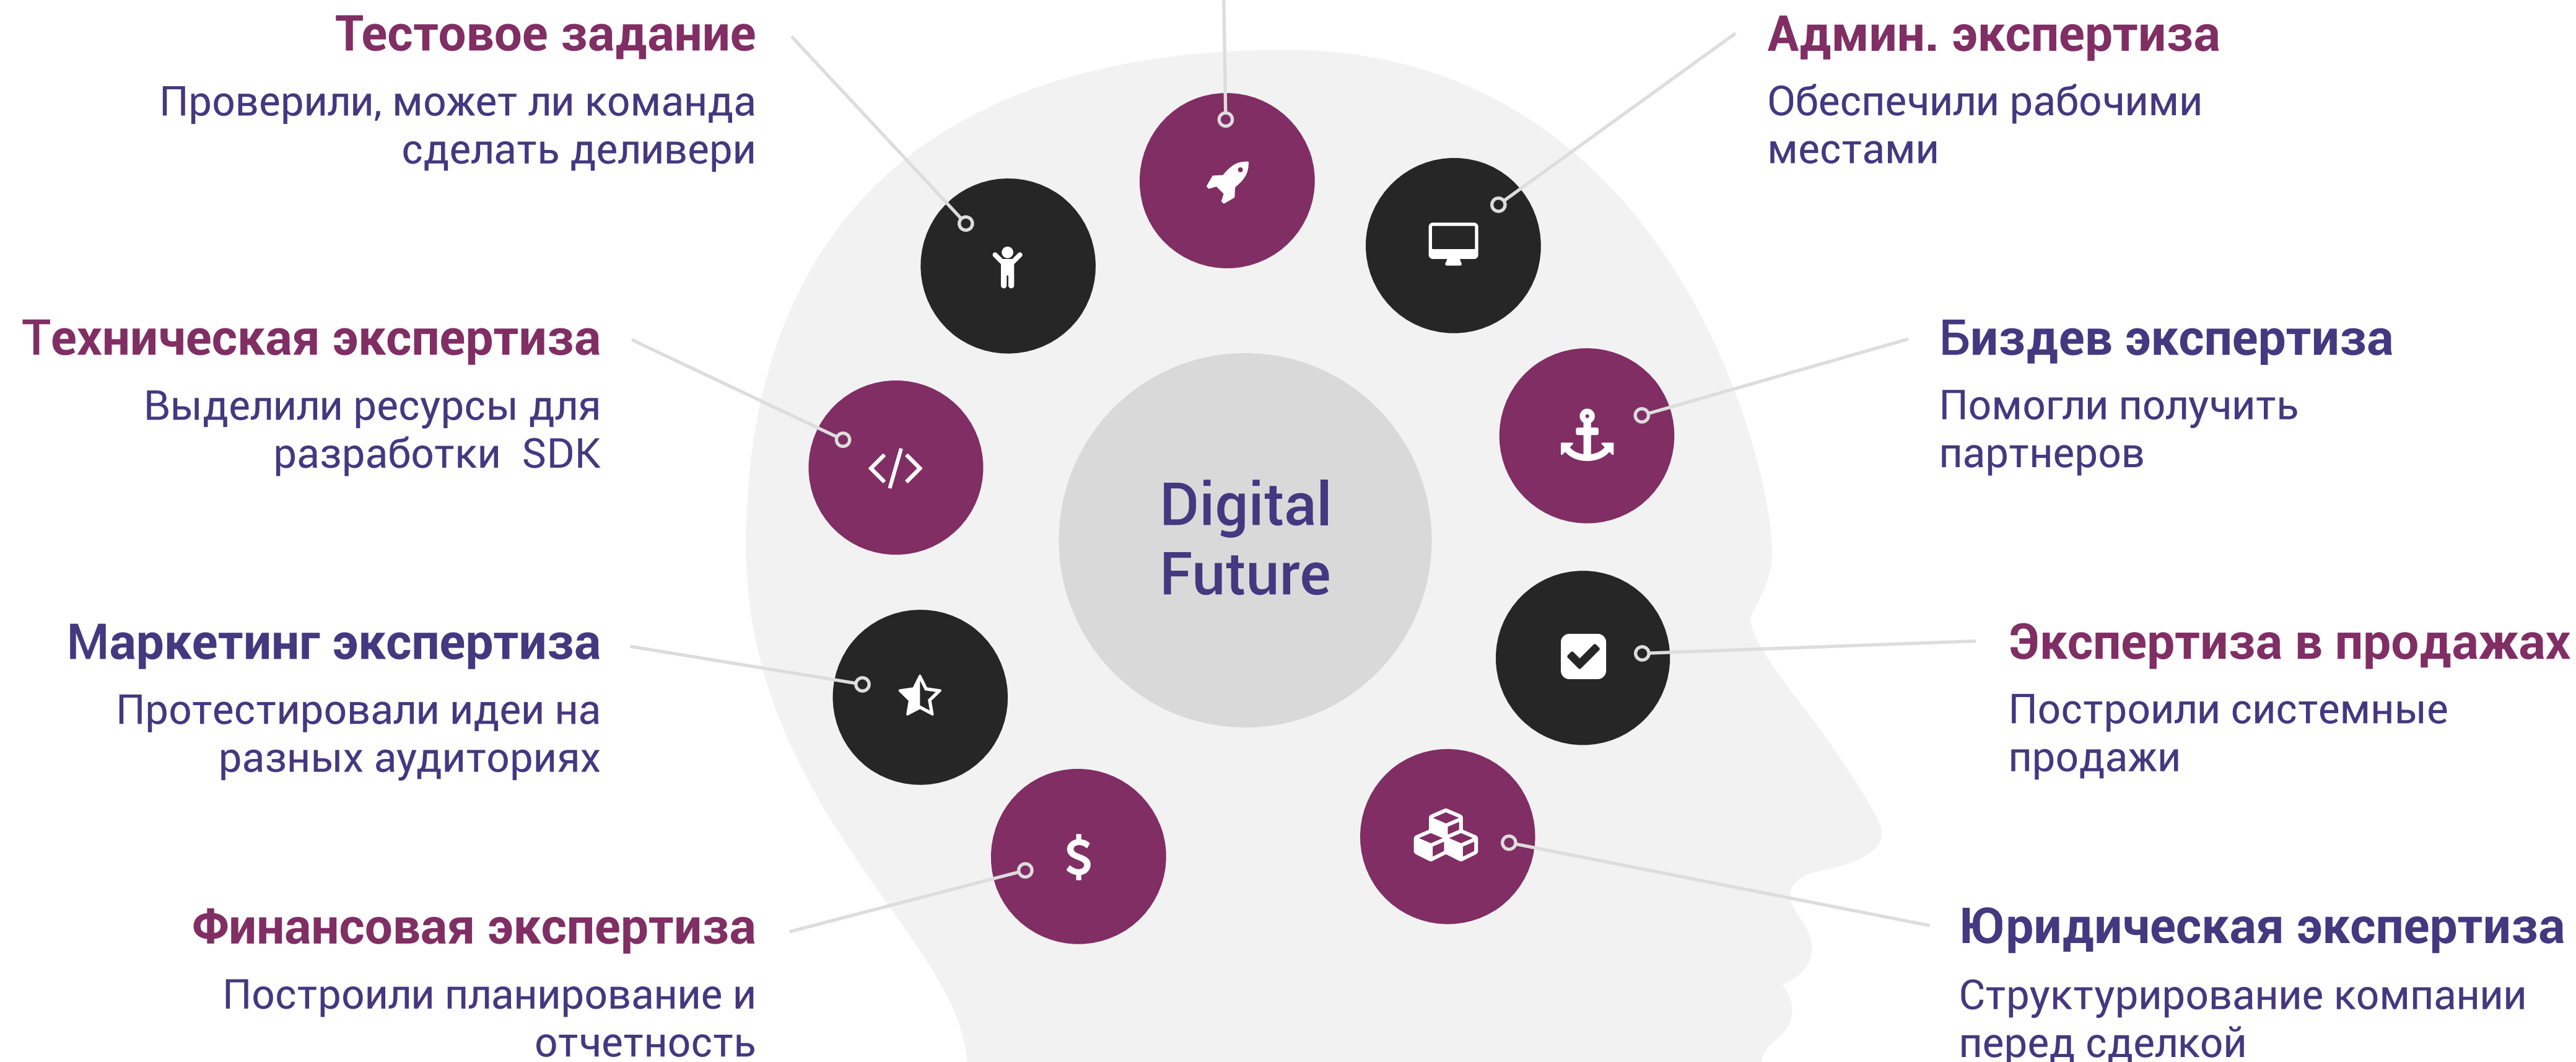 Тестовое задание
Проверили, может ли команда
сделать деливери
Техническая экспертиза
Выделили ресурсы для
разработки  SDK
Маркетинг экспертиза
Протестировали идеи на
разных аудиториях
Финансовая экспертиза
Построили планирование и
отчетность
Digital
Future
Админ. экспертиза
Обеспечили рабочими
местами
Биздев экспертиза
Помогли получить
партнеров
Экспертиза в продажах
Построили системные
продажи
Юридическая экспертиза
Структурирование компании
перед сделкой